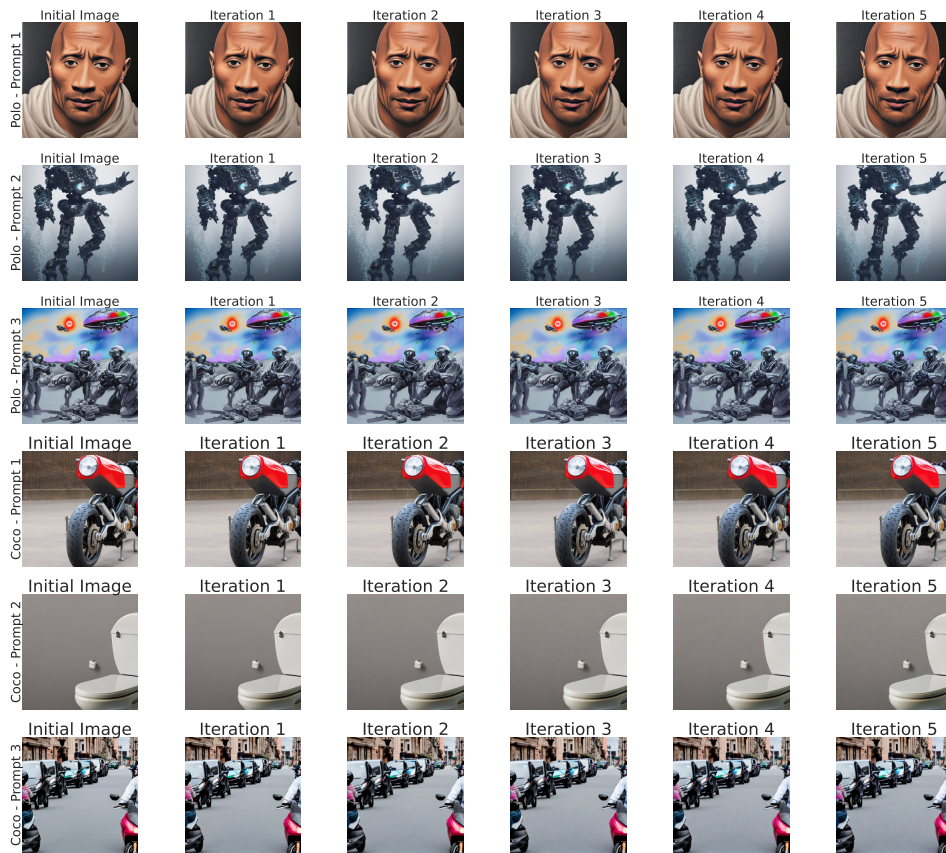 Initial Image Iteration 1 Iteration 2 Iteration 3 Iteration 4 Iteration 5
Polo - Prompt 1
Initial Image Iteration 1 Iteration 2 Iteration 3 Iteration 4 Iteration 5
Polo - Prompt 2
Initial Image Iteration 1 Iteration 2 Iteration 3 Iteration 4 Iteration 5
Polo - Prompt 3
Initial Image Iteration 1 Iteration 2 Iteration 3 Iteration 4 Iteration 5
Coco - Prompt 1
Initial Image Iteration 1 Iteration 2 Iteration 3 Iteration 4 Iteration 5
Coco - Prompt 2
Initial Image Iteration 1 Iteration 2 Iteration 3 Iteration 4 Iteration 5
Coco - Prompt 3